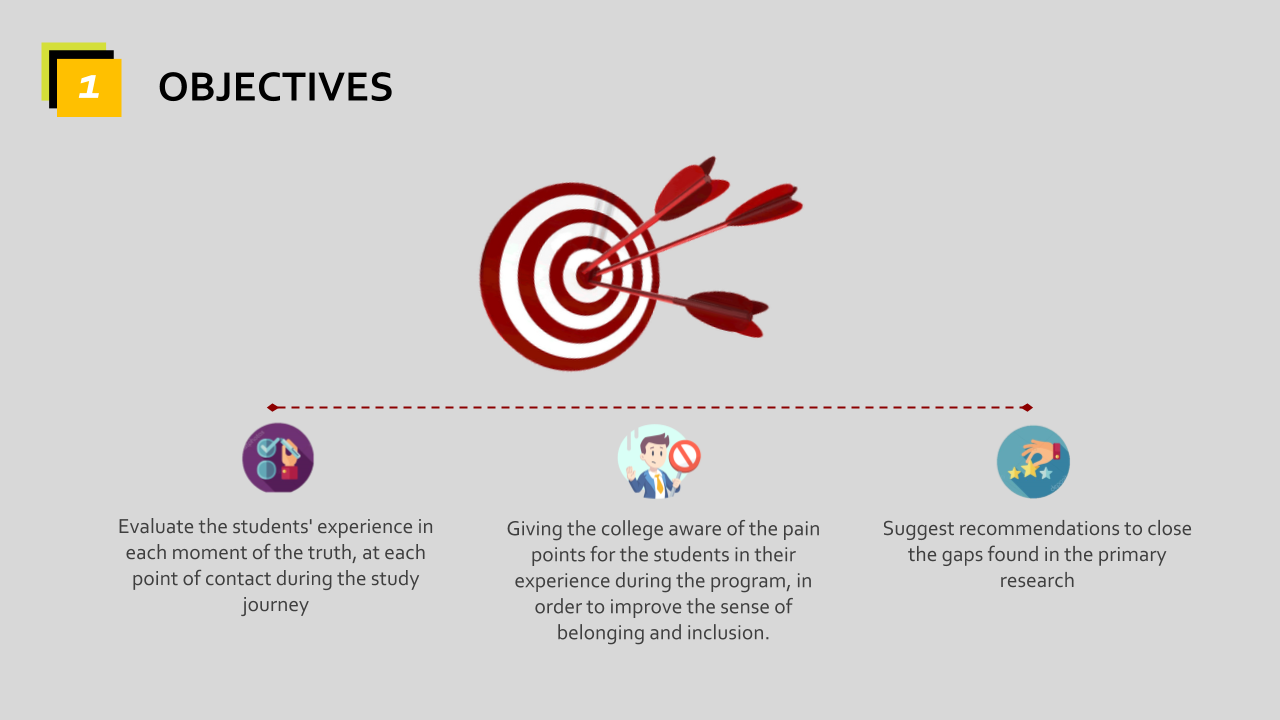 1
OBJECTIVES
Evaluate the students' experience in
each moment of the truth, at each
point of contact during the study
journey
Giving the college aware of the pain
points for the students in their
experience during the program, in
order to improve the sense of
belonging and inclusion.
Suggest recommendations to close
the gaps found in the primary
research